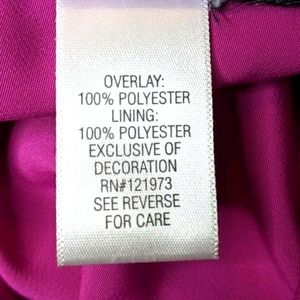 OVERLAY:
100% POLYESTER
LINING:
100% POLYESTER
EXCLUSIVE OF
DECORATION
RN#121973
SEE REVERSE
FOR CARE